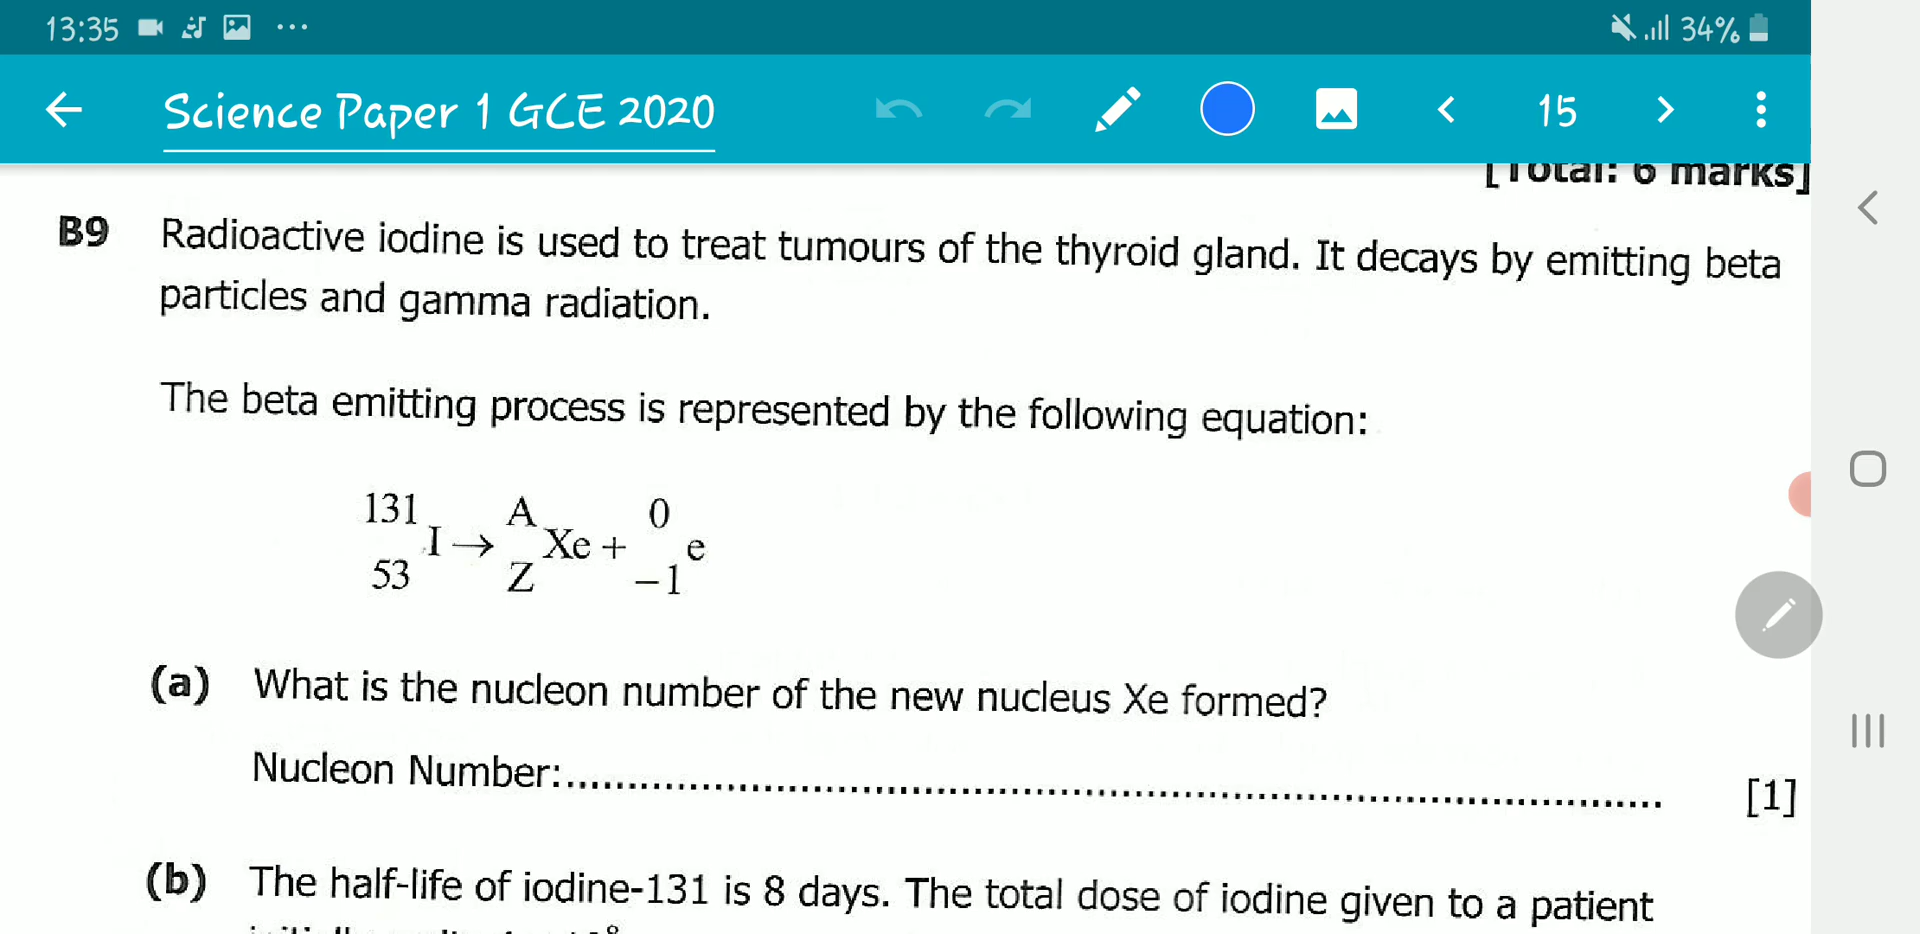 13:35 ... 34%
Science Paper 1 GCE 2020 15
[Total: 6 marks]
B9 Radioactive iodine is used to treat tumours of the thyroid gland. It decays by emitting beta
particles and gamma radiation.
The beta emitting process is represented by the following equation:
131 A 0
I → Xe + e
53 Z −1
(a) What is the nucleon number of the new nucleus Xe formed?
Nucleon Number:........................................................................ [1]
(b) The half-life of iodine-131 is 8 days. The total dose of iodine given to a patient